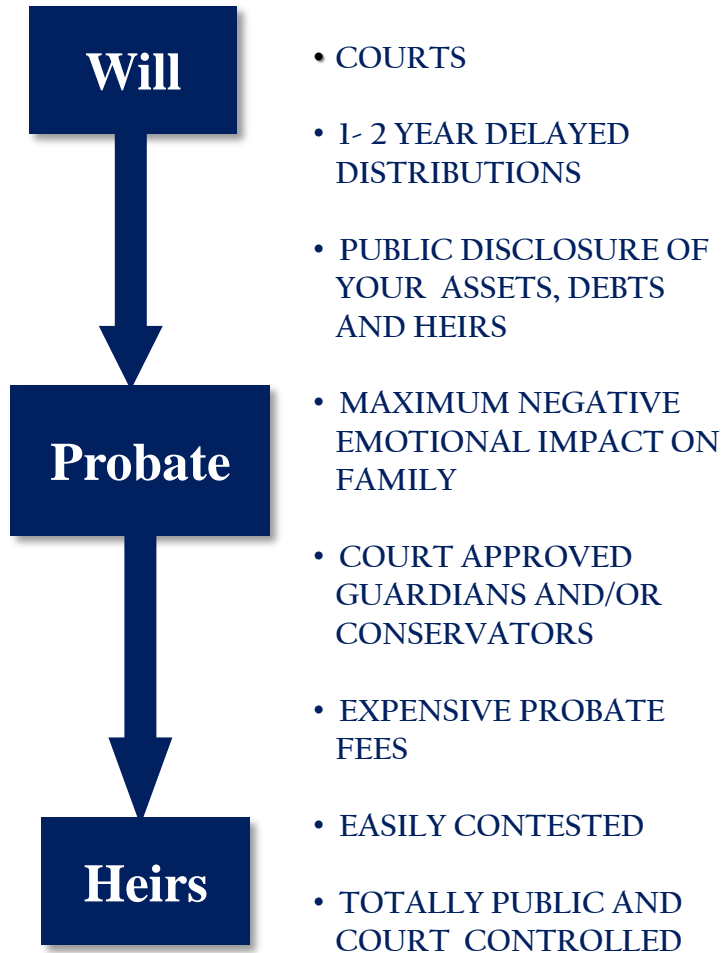 Will
Probate
Heirs
• COURTS
• 1- 2 YEAR DELAYED
DISTRIBUTIONS
• PUBLIC DISCLOSURE OF
YOUR ASSETS, DEBTS
AND HEIRS
• MAXIMUM NEGATIVE
EMOTIONAL IMPACT ON
FAMILY
• COURT APPROVED
GUARDIANS AND/OR
CONSERVATORS
• EXPENSIVE PROBATE
FEES
• EASILY CONTESTED
• TOTALLY PUBLIC AND
COURT CONTROLLED